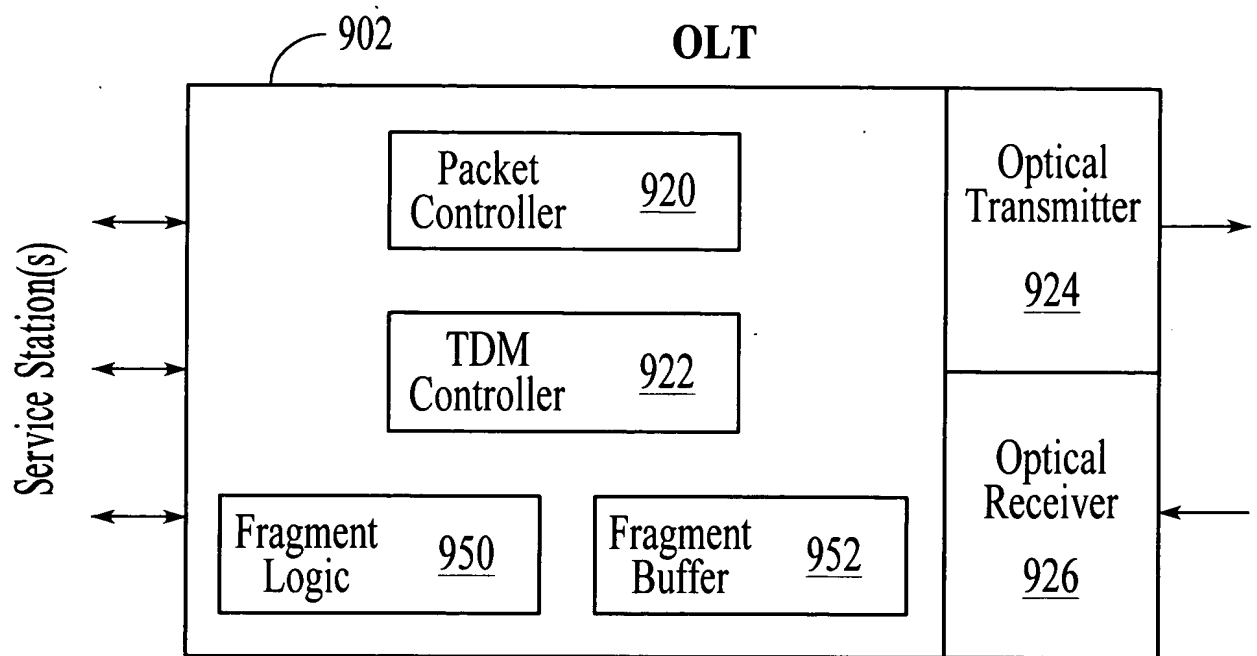 902
OLT
Packet
Controller
920
Optical
Transmitter
924
Service Station(s)
TDM
Controller
922
Fragment
Logic
950
Fragment
Buffer
952
Optical
Receiver
926